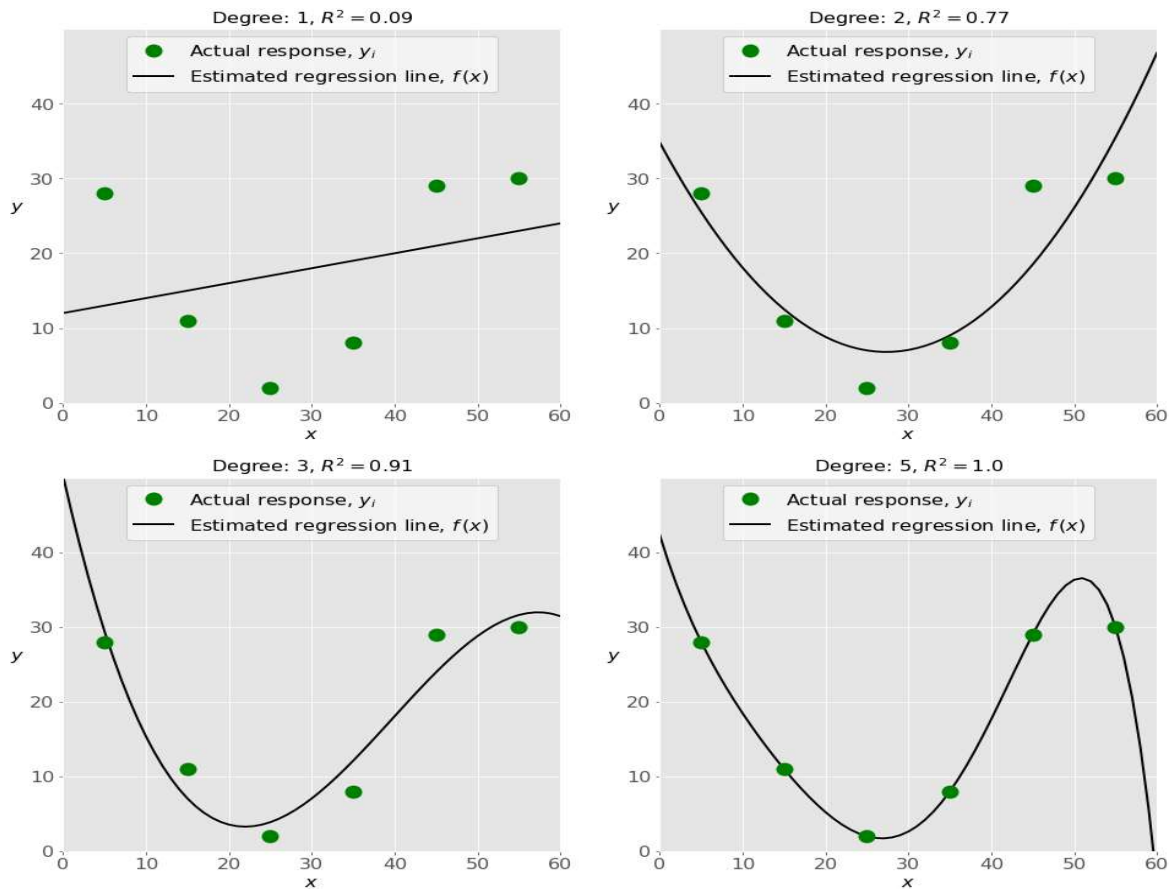 Degree: 1, R² = 0.09
Actual response, yᵢ
Estimated regression line, f(x)
40
30
y
20
10
0
0 10 20 30 40 50 60
x
Degree: 2, R² = 0.77
Actual response, yᵢ
Estimated regression line, f(x)
40
30
y
20
10
0
0 10 20 30 40 50 60
x
Degree: 3, R² = 0.91
Actual response, yᵢ
Estimated regression line, f(x)
40
30
y
20
10
0
0 10 20 30 40 50 60
x
Degree: 5, R² = 1.0
Actual response, yᵢ
Estimated regression line, f(x)
40
30
y
20
10
0
0 10 20 30 40 50 60
x